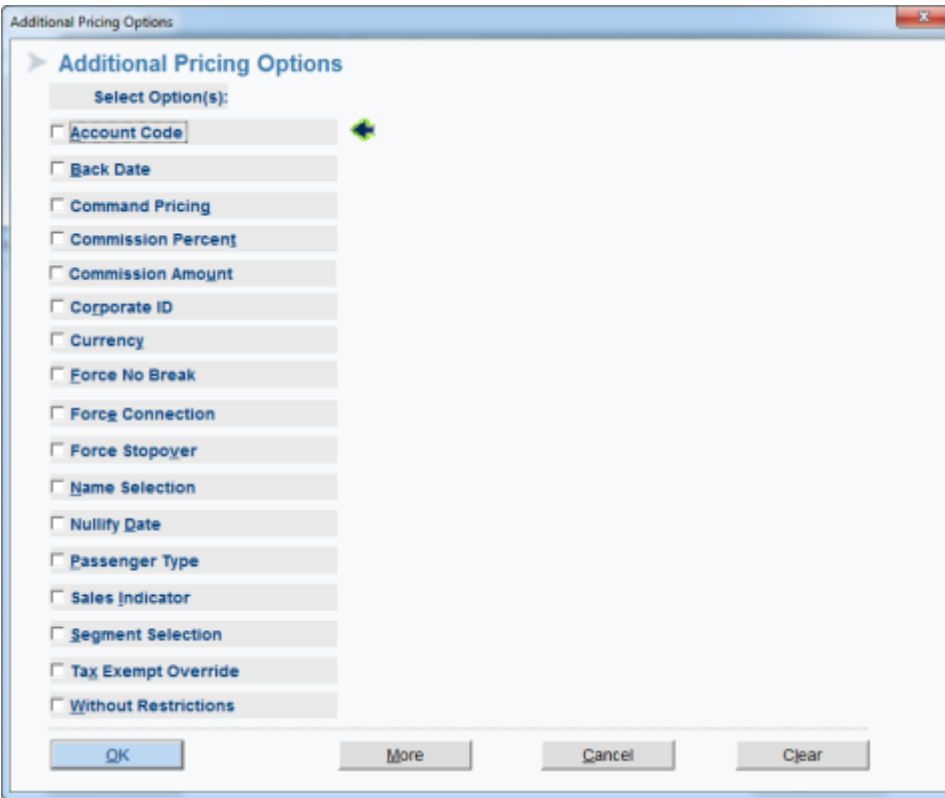 Additional Pricing Options
Additional Pricing Options
Select Option(s):
Account Code
Back Date
Command Pricing
Commission Percent
Commission Amount
Corporate ID
Currency
Force No Break
Force Connection
Force Stopover
Name Selection
Nullify Date
Passenger Type
Sales Indicator
Segment Selection
Tax Exempt Override
Without Restrictions
OK More Cancel Clear